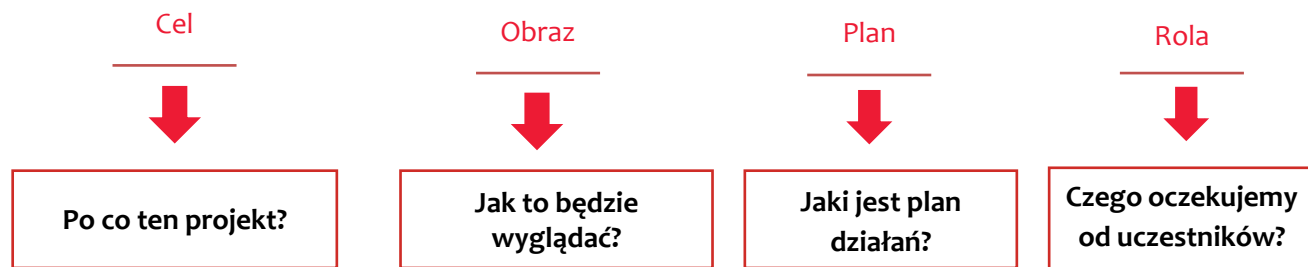 Cel
Obraz
Plan
Rola
Po co ten projekt?
Jak to będzie
wyglądać?
Jaki jest plan
działań?
Czego oczekujemy
od uczestników?